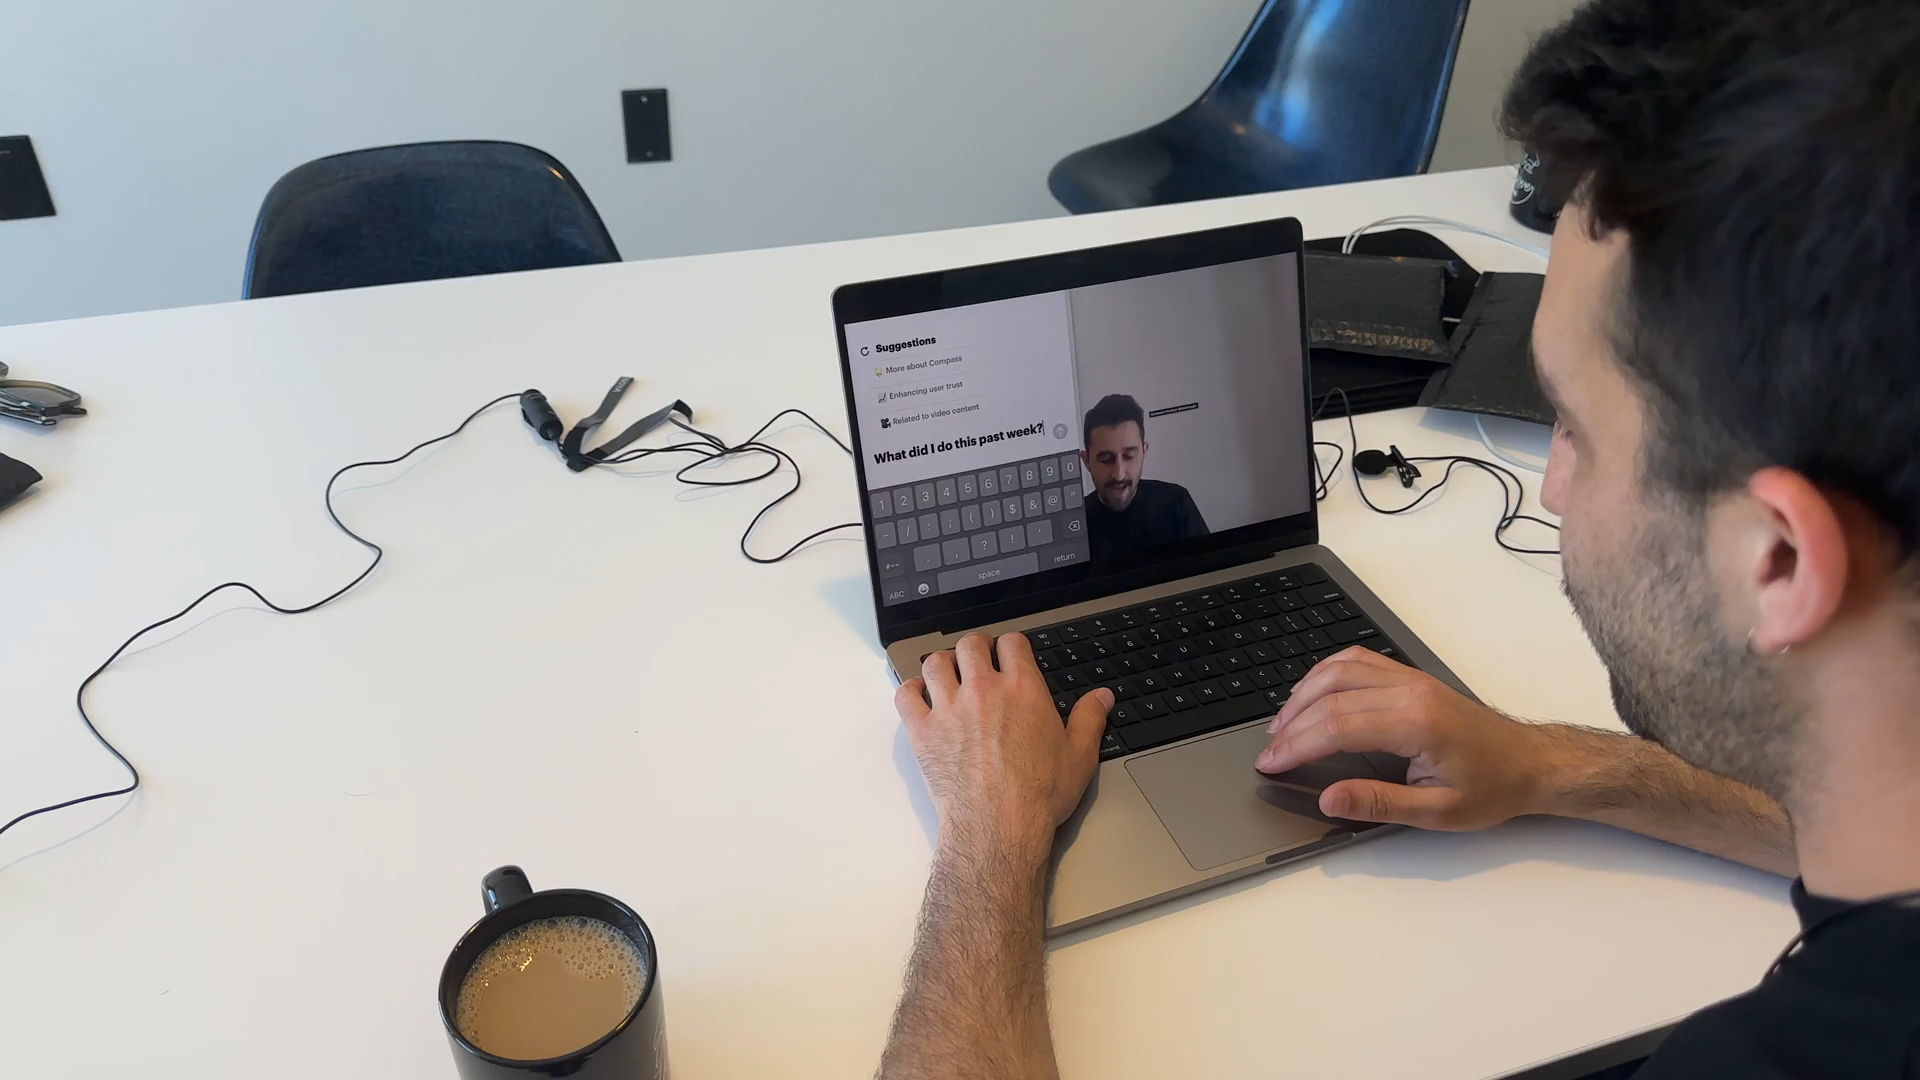 Suggestions
💡 More about Compass
📈 Enhancing user trust
🎥 Related to video content
What did I do this past week?
1 2 3 4 5 6 7 8 9 0
- / : ; ( ) $ & @ "
#+= . , ? ! '
ABC space return
E R T Y U I O P
S F G H J K L
C V B N M
command